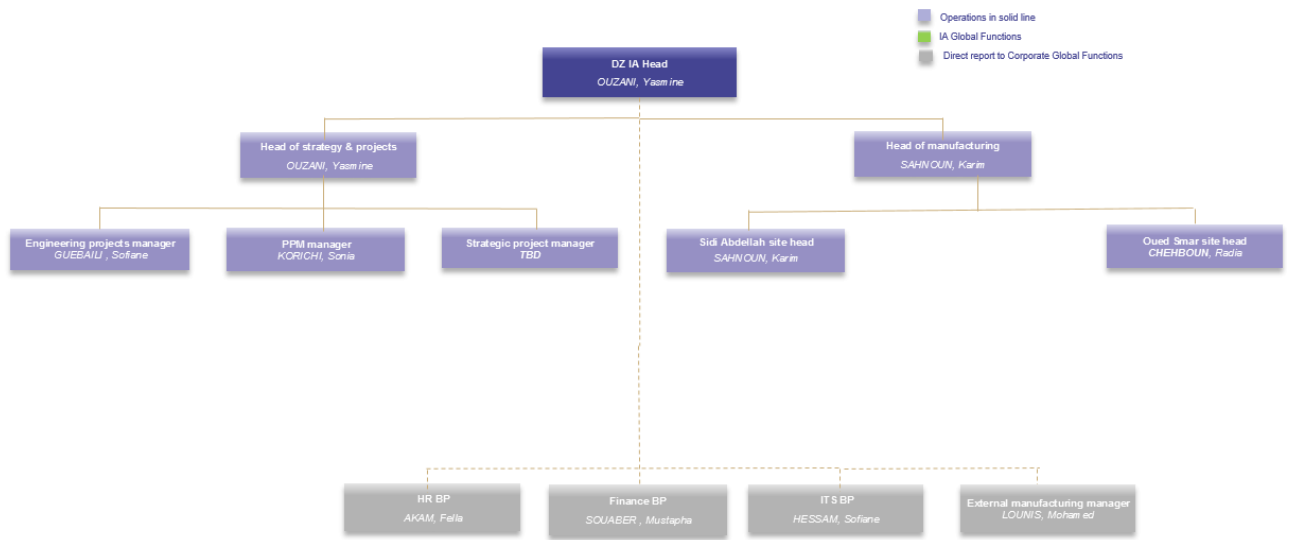 Operations in solid line
IA Global Functions
Direct report to Corporate Global Functions
DZ IA Head
OUZANI, Yasmine
Head of strategy & projects
OUZANI, Yasmine
Head of manufacturing
SAHNOUN, Karim
Engineering projects manager
GUEBAILI , Sofiane
PPM manager
KORICHI, Sonia
Strategic project manager
TBD
Sidi Abdellah site head
SAHNOUN, Karim
Oued Smar site head
CHEHBOUN, Radia
HR BP
AKAM, Fella
Finance BP
SOUABER , Mustapha
ITS BP
HESSAM, Sofiane
External manufacturing manager
LOUNIS, Mohamed